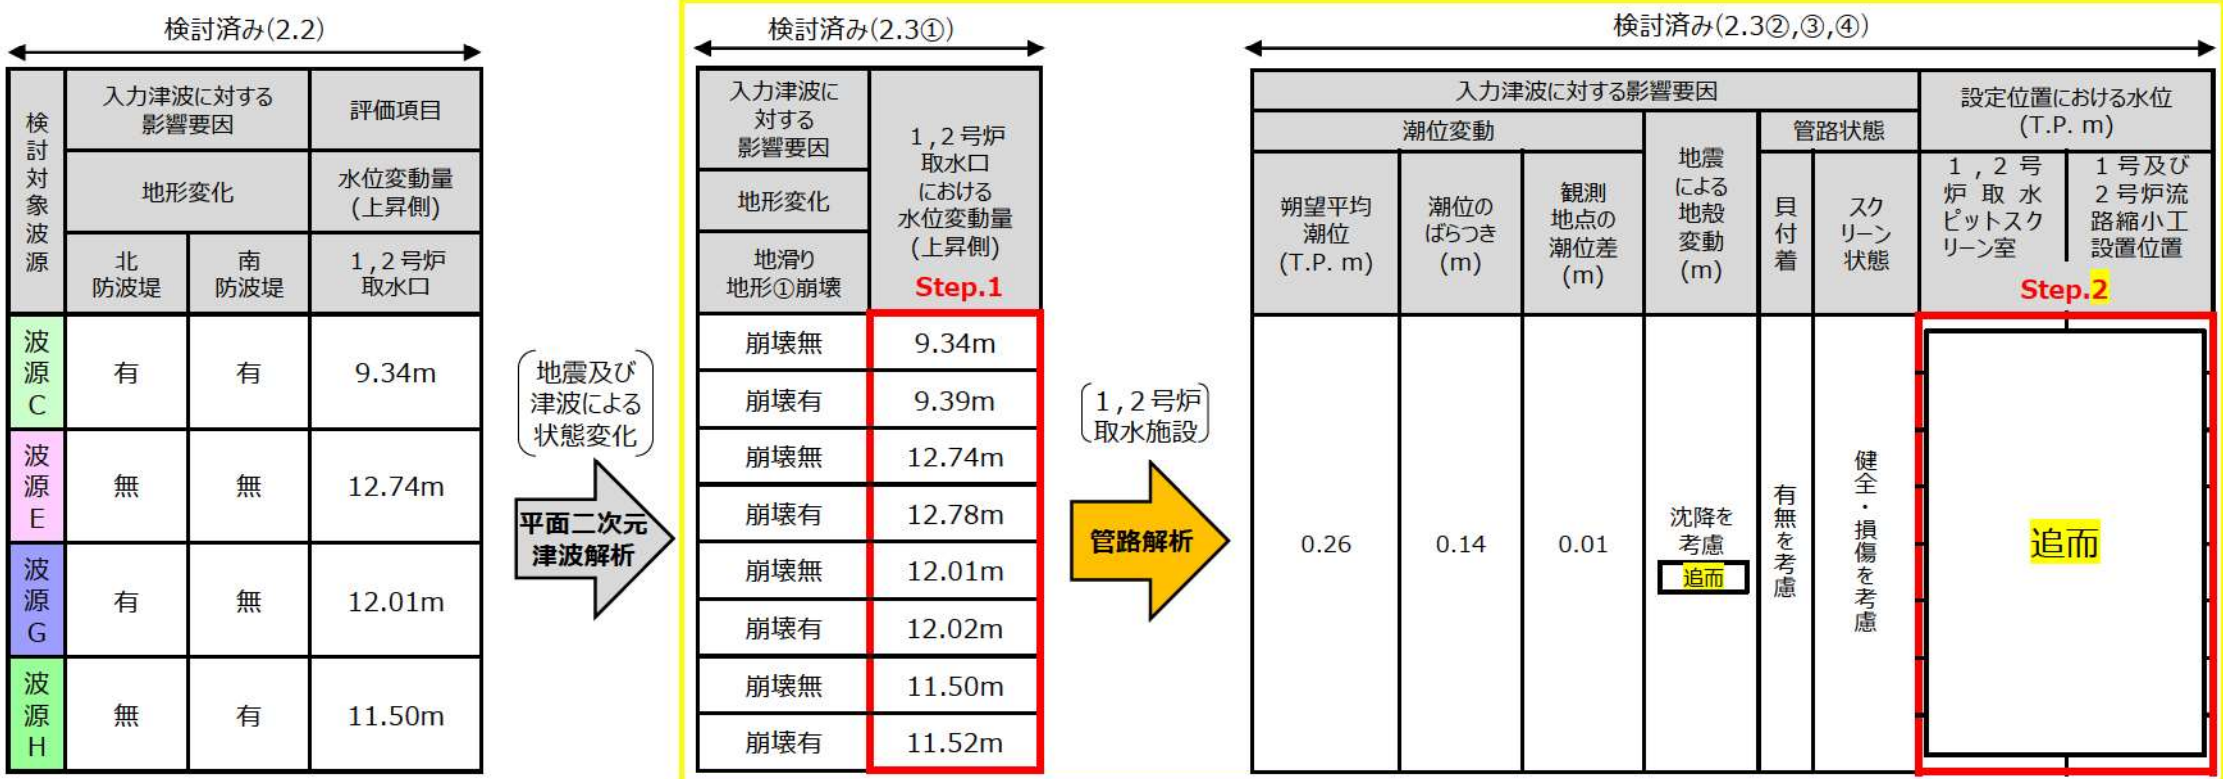 検討済み(2.2)
検討対象波源
入力津波に対する
影響要因
評価項目
地形変化
水位変動量
(上昇側)
北
防波堤
南
防波堤
1,2号炉
取水口
波源C
有
有
9.34m
波源E
無
無
12.74m
波源G
有
無
12.01m
波源H
無
有
11.50m
地震及び
津波による
状態変化
平面二次元
津波解析
検討済み(2.3①)
入力津波に
対する
影響要因
地形変化
地滑り
地形①崩壊
1,2号炉
取水口
における
水位変動量
(上昇側)
Step.1
崩壊無
9.34m
崩壊有
9.39m
崩壊無
12.74m
崩壊有
12.78m
崩壊無
12.01m
崩壊有
12.02m
崩壊無
11.50m
崩壊有
11.52m
1,2号炉
取水施設
管路解析
検討済み(2.3②,③,④)
入力津波に対する影響要因
設定位置における水位
(T.P. m)
潮位変動
地震
による
地殻
変動
(m)
管路状態
朔望平均
潮位
(T.P. m)
潮位の
ばらつき
(m)
観測
地点の
潮位差
(m)
貝付着
スク
リーン
状態
1,2号
炉取水
ピットスク
リーン室
1号及び
2号炉流
路縮小工
設置位置
Step.2
0.26
0.14
0.01
沈降を
考慮
追而
有無を考慮
健全・損傷を考慮
追而